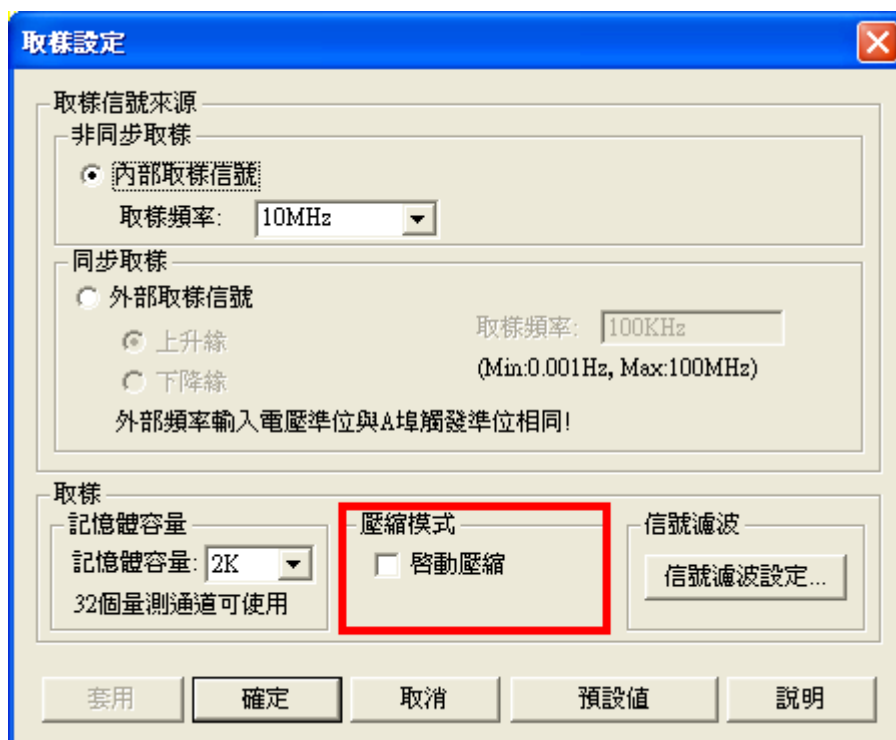 取樣設定
取樣信號來源
非同步取樣
內部取樣信號
取樣頻率: 10MHz
同步取樣
外部取樣信號
上升緣
下降緣
取樣頻率: 100KHz
(Min:0.001Hz, Max:100MHz)
外部頻率輸入電壓準位與A埠觸發準位相同!
取樣
記憶體容量
記憶體容量: 2K
32個量測通道可使用
壓縮模式
啓動壓縮
信號濾波
信號濾波設定...
套用 確定 取消 預設值 說明